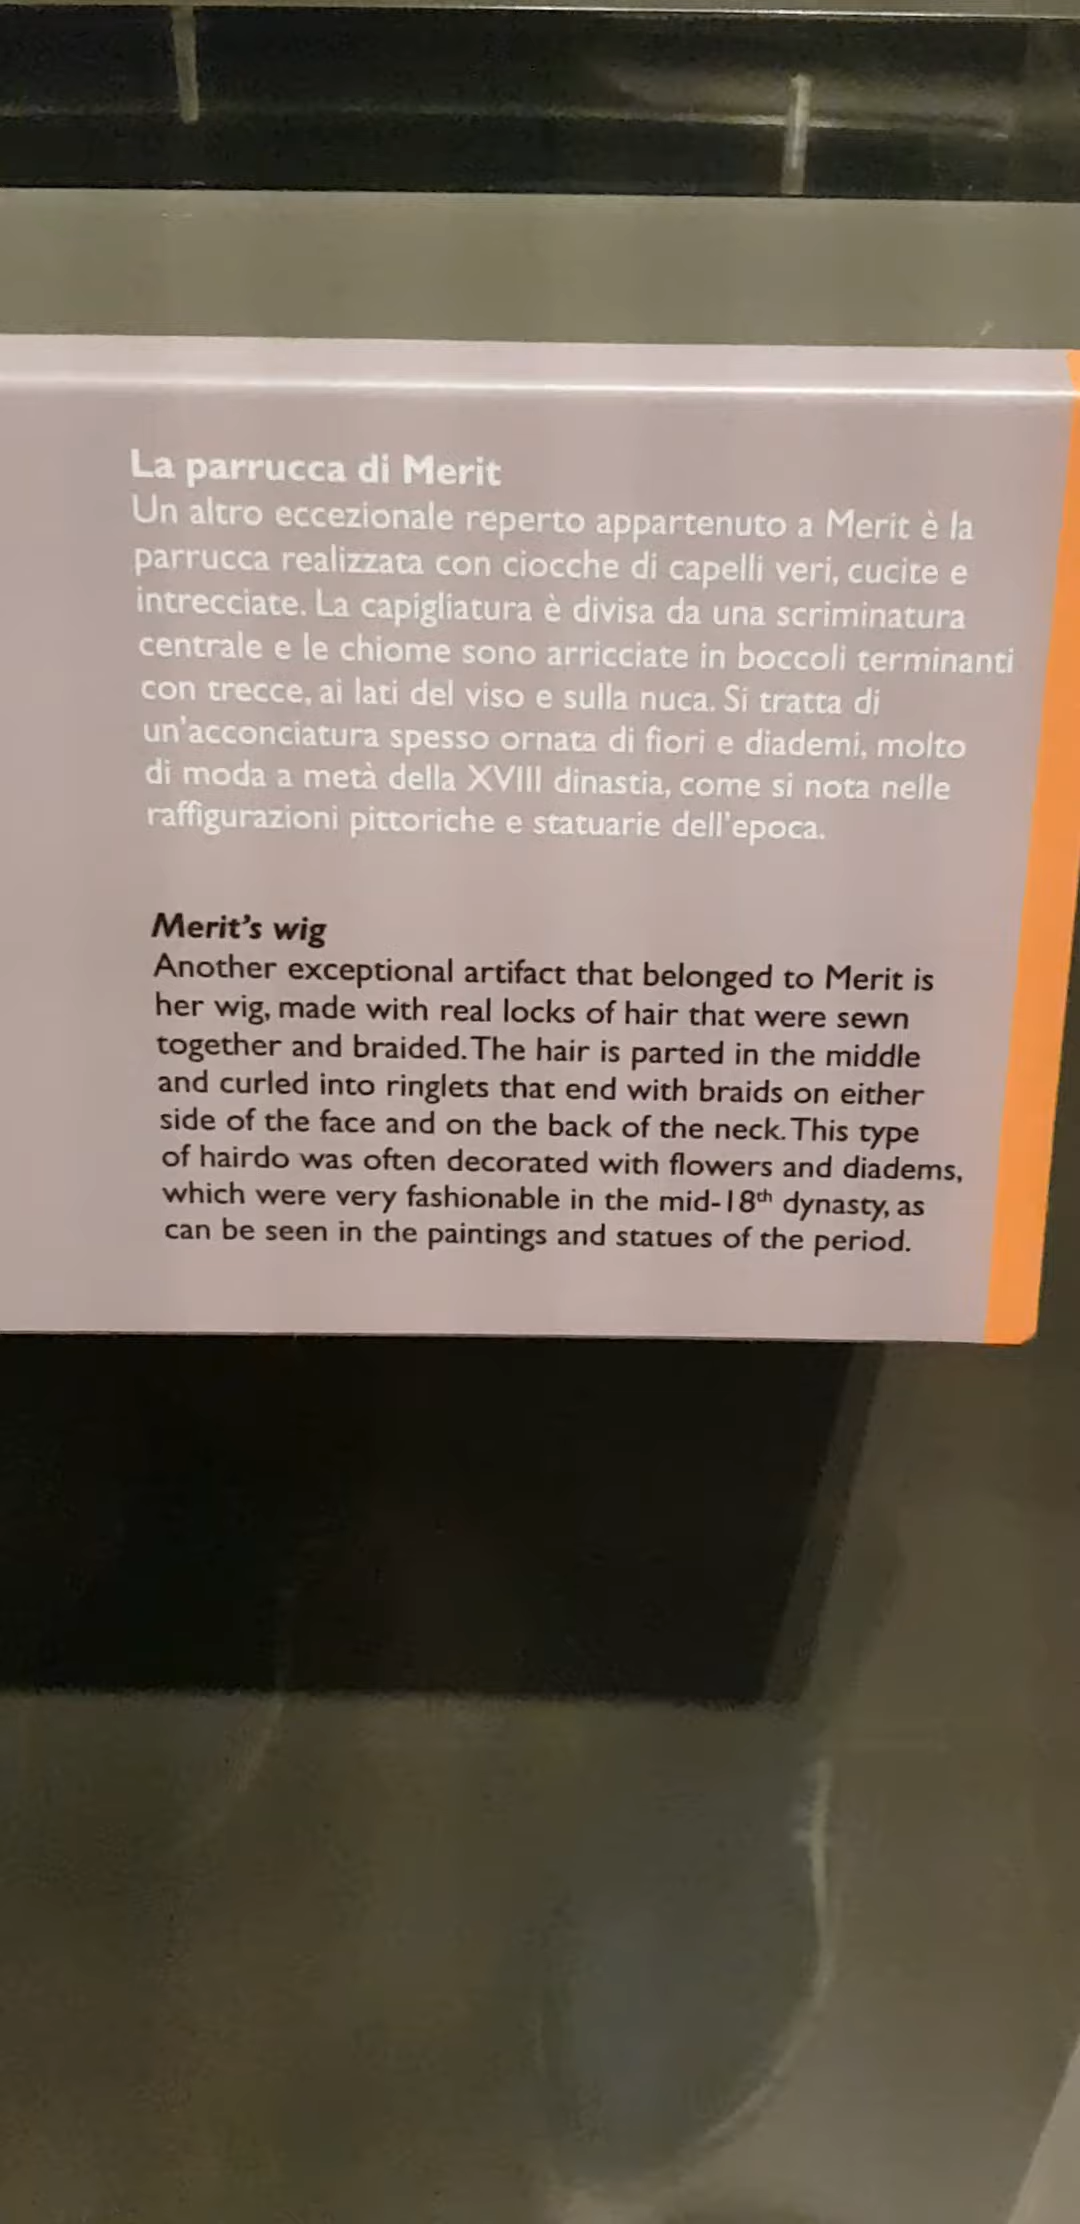 La parrucca di Merit
Un altro eccezionale reperto appartenuto a Merit è la
parrucca realizzata con ciocche di capelli veri, cucite e
intrecciate. La capigliatura è divisa da una scriminatura
centrale e le chiome sono arricciate in boccoli terminanti
con trecce, ai lati del viso e sulla nuca. Si tratta di
un'acconciatura spesso ornata di fiori e diademi, molto
di moda a metà della XVIII dinastia, come si nota nelle
raffigurazioni pittoriche e statuarie dell'epoca.
Merit's wig
Another exceptional artifact that belonged to Merit is
her wig, made with real locks of hair that were sewn
together and braided. The hair is parted in the middle
and curled into ringlets that end with braids on either
side of the face and on the back of the neck. This type
of hairdo was often decorated with flowers and diadems,
which were very fashionable in the mid-18th dynasty, as
can be seen in the paintings and statues of the period.